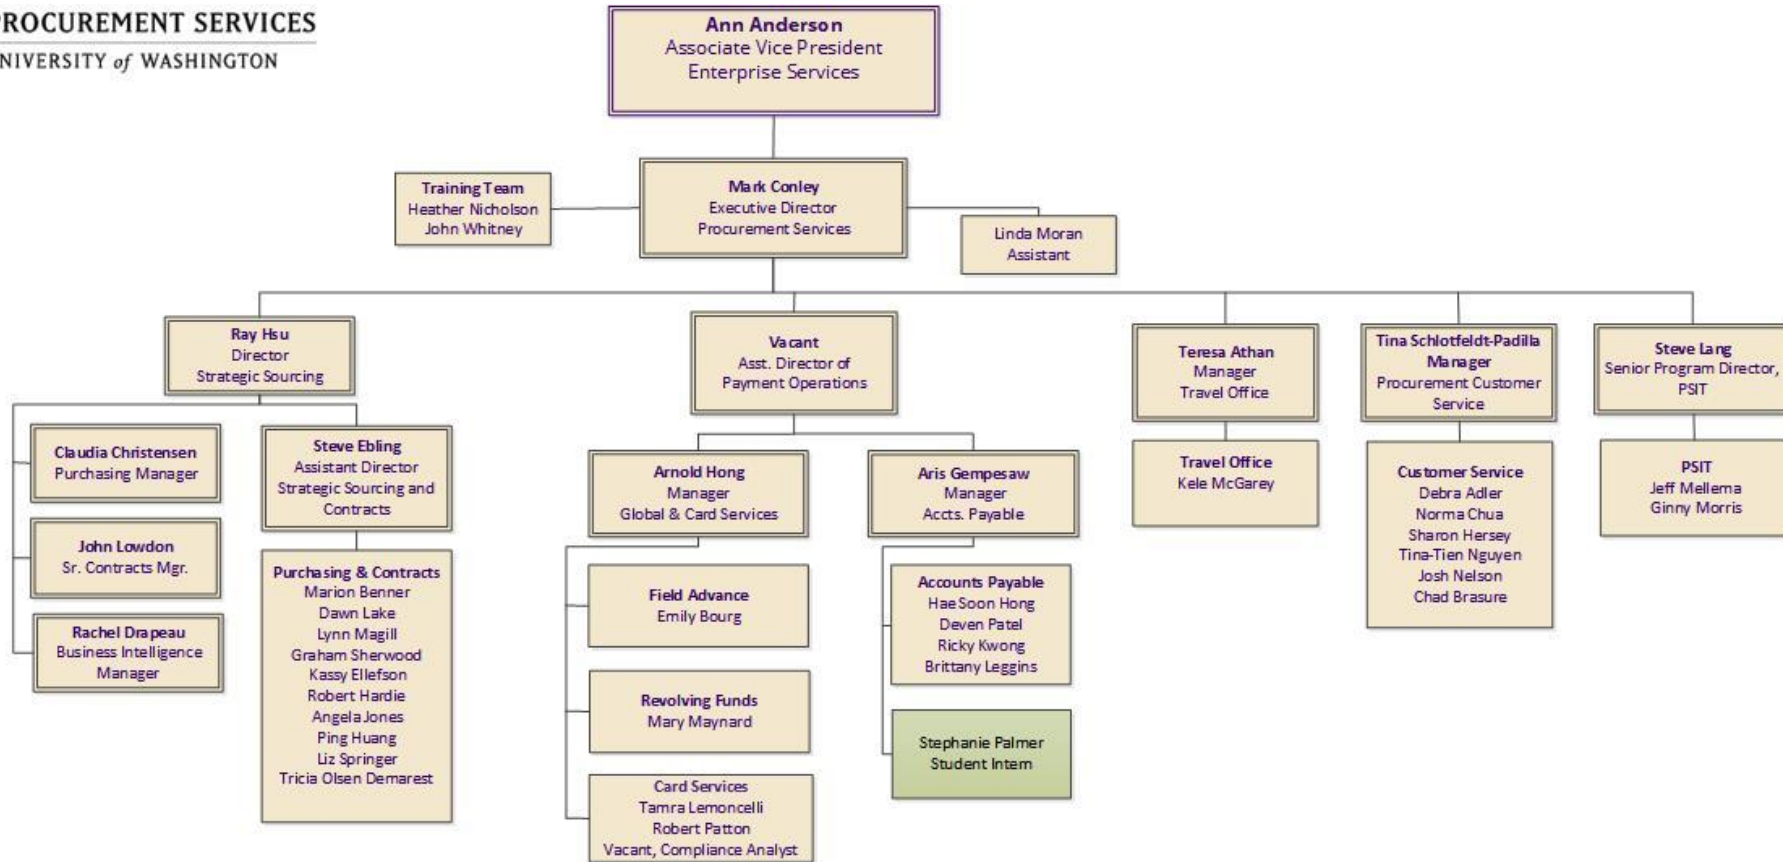 PROCUREMENT SERVICES
UNIVERSITY of WASHINGTON
Ann Anderson
Associate Vice President
Enterprise Services
Training Team
Heather Nicholson
John Whitney
Mark Conley
Executive Director
Procurement Services
Linda Moran
Assistant
Ray Hsu
Director
Strategic Sourcing
Vacant
Asst. Director of
Payment Operations
Teresa Athan
Manager
Travel Office
Tina Schlotfeldt-Padilla
Manager
Procurement Customer
Service
Steve Lang
Senior Program Director,
PSIT
Claudia Christensen
Purchasing Manager
John Lowdon
Sr. Contracts Mgr.
Rachel Drapeau
Business Intelligence
Manager
Steve Ebling
Assistant Director
Strategic Sourcing and
Contracts
Purchasing & Contracts
Marion Benner
Dawn Lake
Lynn Magill
Graham Sherwood
Kassy Ellefson
Robert Hardie
Angela Jones
Ping Huang
Liz Springer
Tricia Olsen Demarest
Arnold Hong
Manager
Global & Card Services
Field Advance
Emily Bourg
Revolving Funds
Mary Maynard
Card Services
Tamra Lemoncelli
Robert Patton
Vacant, Compliance Analyst
Aris Gempesaw
Manager
Accts. Payable
Accounts Payable
Hae Soon Hong
Deven Patel
Ricky Kwong
Brittany Leggins
Stephanie Palmer
Student Intern
Travel Office
Kele McGarey
Customer Service
Debra Adler
Norma Chua
Sharon Hersey
Tina-Tien Nguyen
Josh Nelson
Chad Brasure
PSIT
Jeff Mellema
Ginny Morris